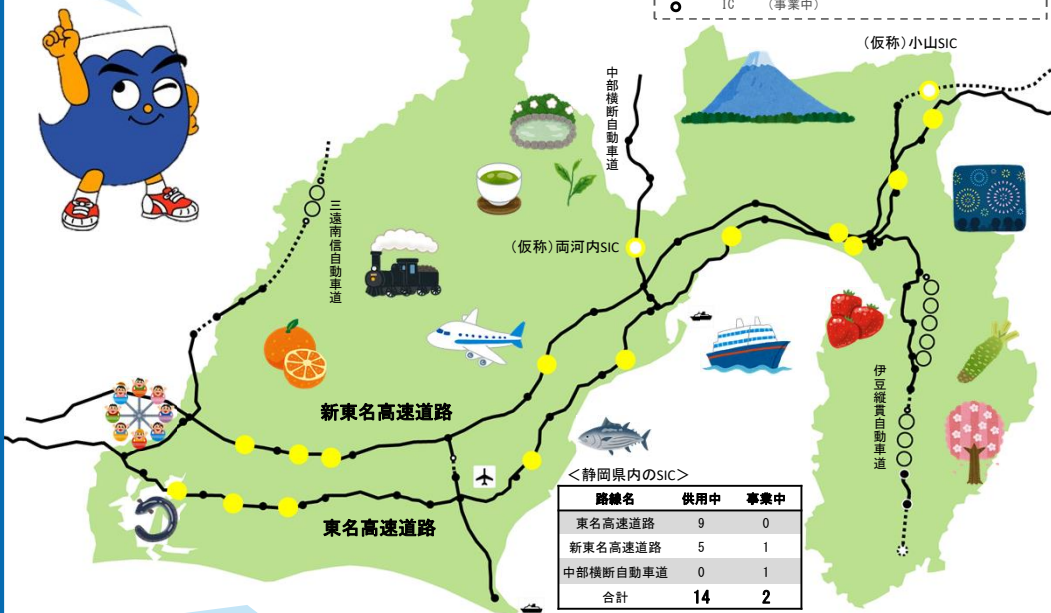 IC （事業中）
（仮称）小山SIC
中部横断自動車道
三遠南信自動車道
（仮称）両河内SIC
新東名高速道路
伊豆縦貫自動車道
東名高速道路
＜静岡県内のSIC＞
路線名 供用中 事業中
東名高速道路 9 0
新東名高速道路 5 1
中部横断自動車道 0 1
合計 14 2